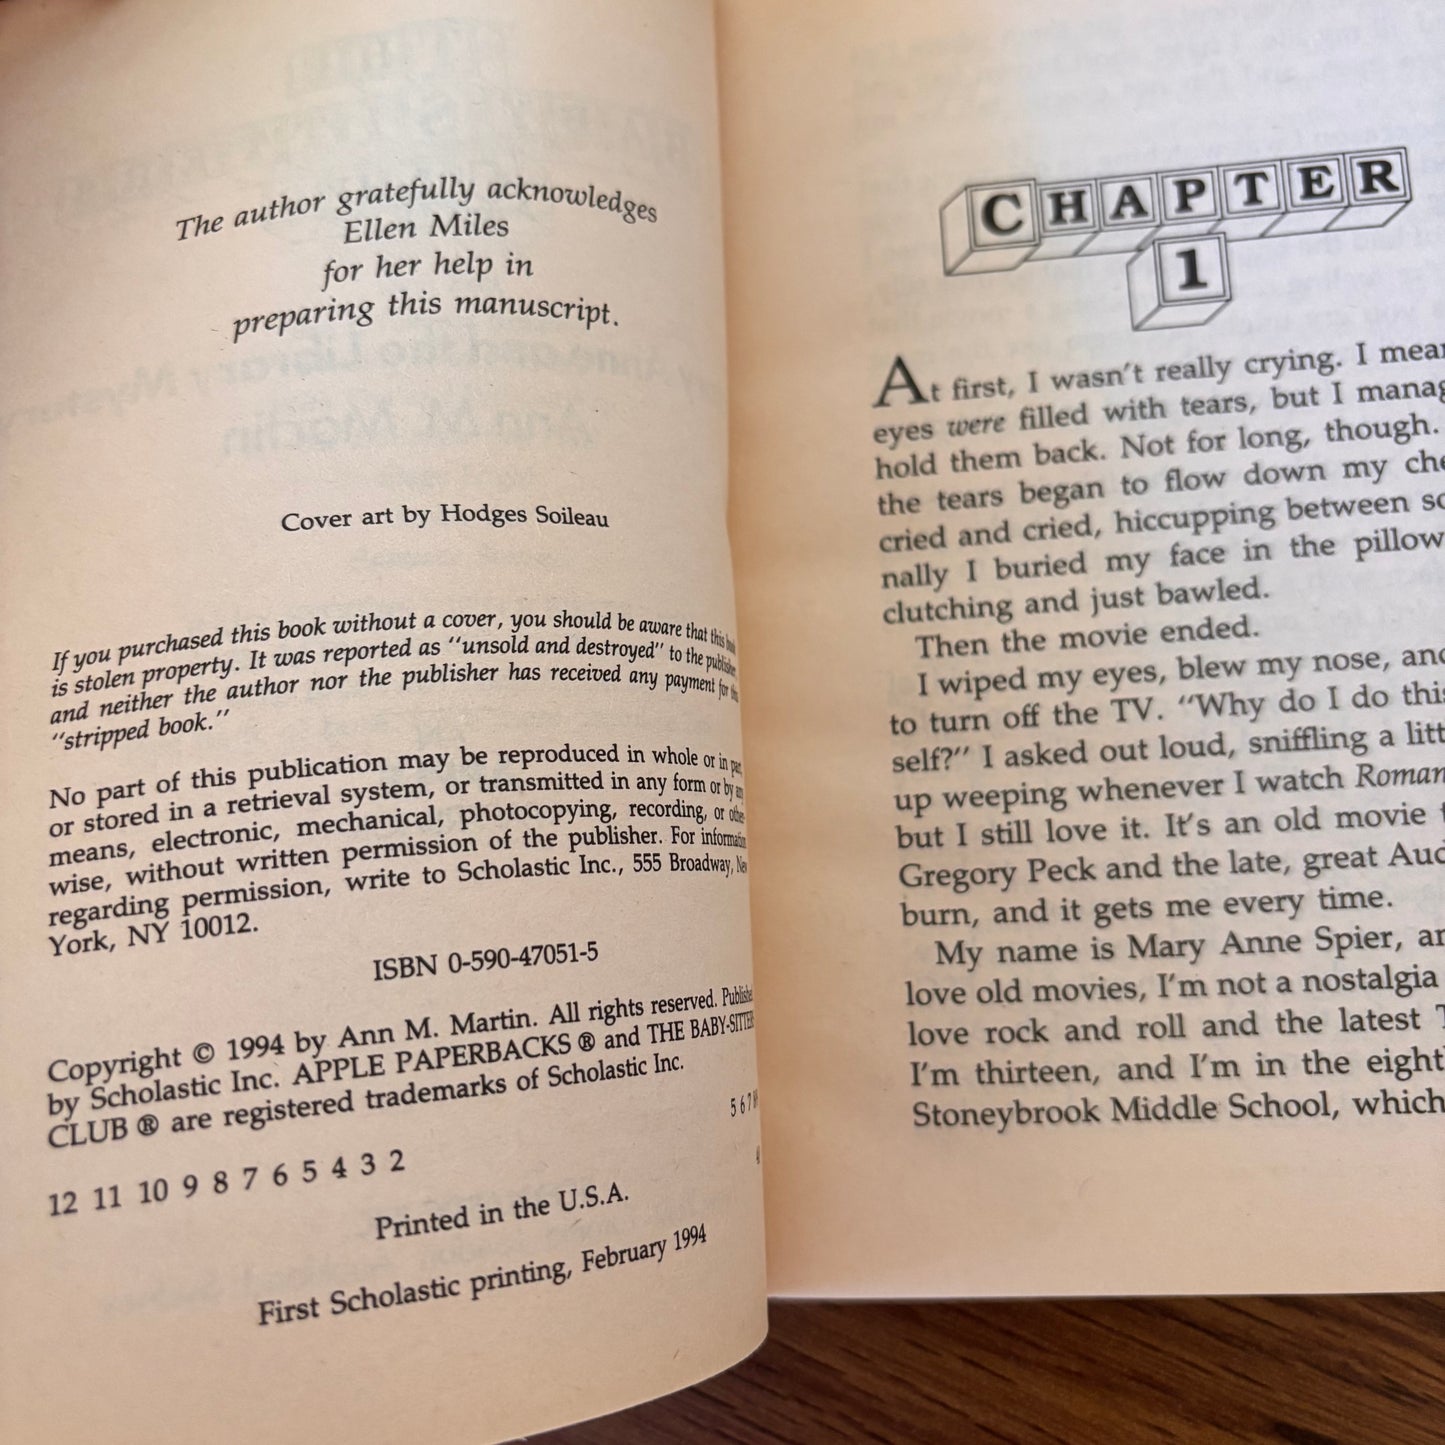 The author gratefully acknowledges
Ellen Miles
for her help in
preparing this manuscript.
Cover art by Hodges Soileau
If you purchased this book without a cover, you should be aware that this book
is stolen property. It was reported as "unsold and destroyed" to the publisher
and neither the author nor the publisher has received any payment for this
"stripped book."
No part of this publication may be reproduced in whole or in part,
or stored in a retrieval system, or transmitted in any form or by any
means, electronic, mechanical, photocopying, recording, or other-
wise, without written permission of the publisher. For information
regarding permission, write to Scholastic Inc., 555 Broadway, New
York, NY 10012.
ISBN 0-590-47051-5
Copyright © 1994 by Ann M. Martin. All rights reserved. Published
by Scholastic Inc. APPLE PAPERBACKS ® and THE BABY-SITTERS
CLUB ® are registered trademarks of Scholastic Inc.
12 11 10 9 8 7 6 5 4 3 2
5 6 7 8
Printed in the U.S.A.
First Scholastic printing, February 1994
CHAPTER
1
At first, I wasn't really crying. I mean
eyes were filled with tears, but I manag
hold them back. Not for long, though.
the tears began to flow down my che
cried and cried, hiccupping between so
nally I buried my face in the pillow
clutching and just bawled.
Then the movie ended.
I wiped my eyes, blew my nose, and
to turn off the TV. "Why do I do this
self?" I asked out loud, sniffling a litt
up weeping whenever I watch Roman
but I still love it. It's an old movie
Gregory Peck and the late, great Aud
burn, and it gets me every time.
My name is Mary Anne Spier, an
love old movies, I'm not a nostalgia
love rock and roll and the latest
I'm thirteen, and I'm in the eight
Stoneybrook Middle School, which